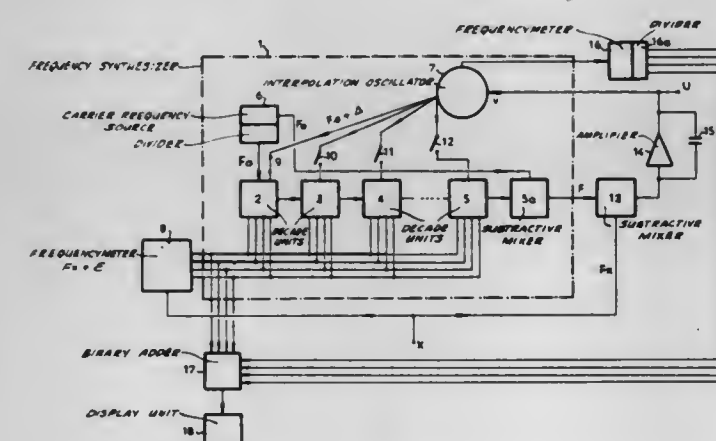 FREQUENCYMETER
DIVIDER
16
16a
1
FREQUENCY SYNTHESIZER
7
INTERPOLATION OSCILLATOR
U
v
6
CARRIER FREQUENCY
SOURCE
DIVIDER
Fo
Fo
9
10
11
12
AMPLIFIER
14
15
2
3
4
5
5a
F
13
DECADE
UNITS
DECADE
UNITS
SUBTRACTIVE
MIXER
SUBTRACTIVE
MIXER
8
FREQUENCYMETER
Fx + ε
Fx
X
BINARY ADDER
17
DISPLAY UNIT
18